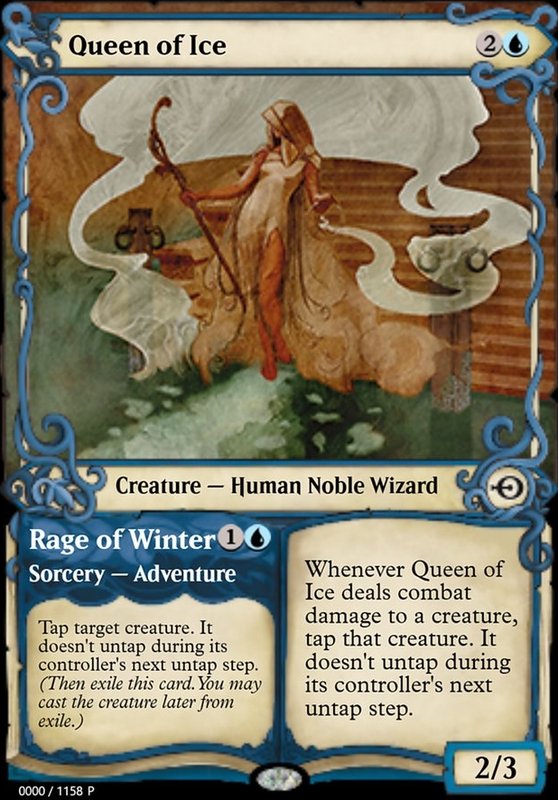 Queen of Ice 2
Creature — Human Noble Wizard
Rage of Winter 1
Sorcery — Adventure
Tap target creature. It
doesn't untap during its
controller's next untap step.
(Then exile this card. You may
cast the creature later from
exile.)
Whenever Queen of
Ice deals combat
damage to a creature,
tap that creature. It
doesn't untap during
its controller's next
untap step.
2/3
0000 / 1158 P